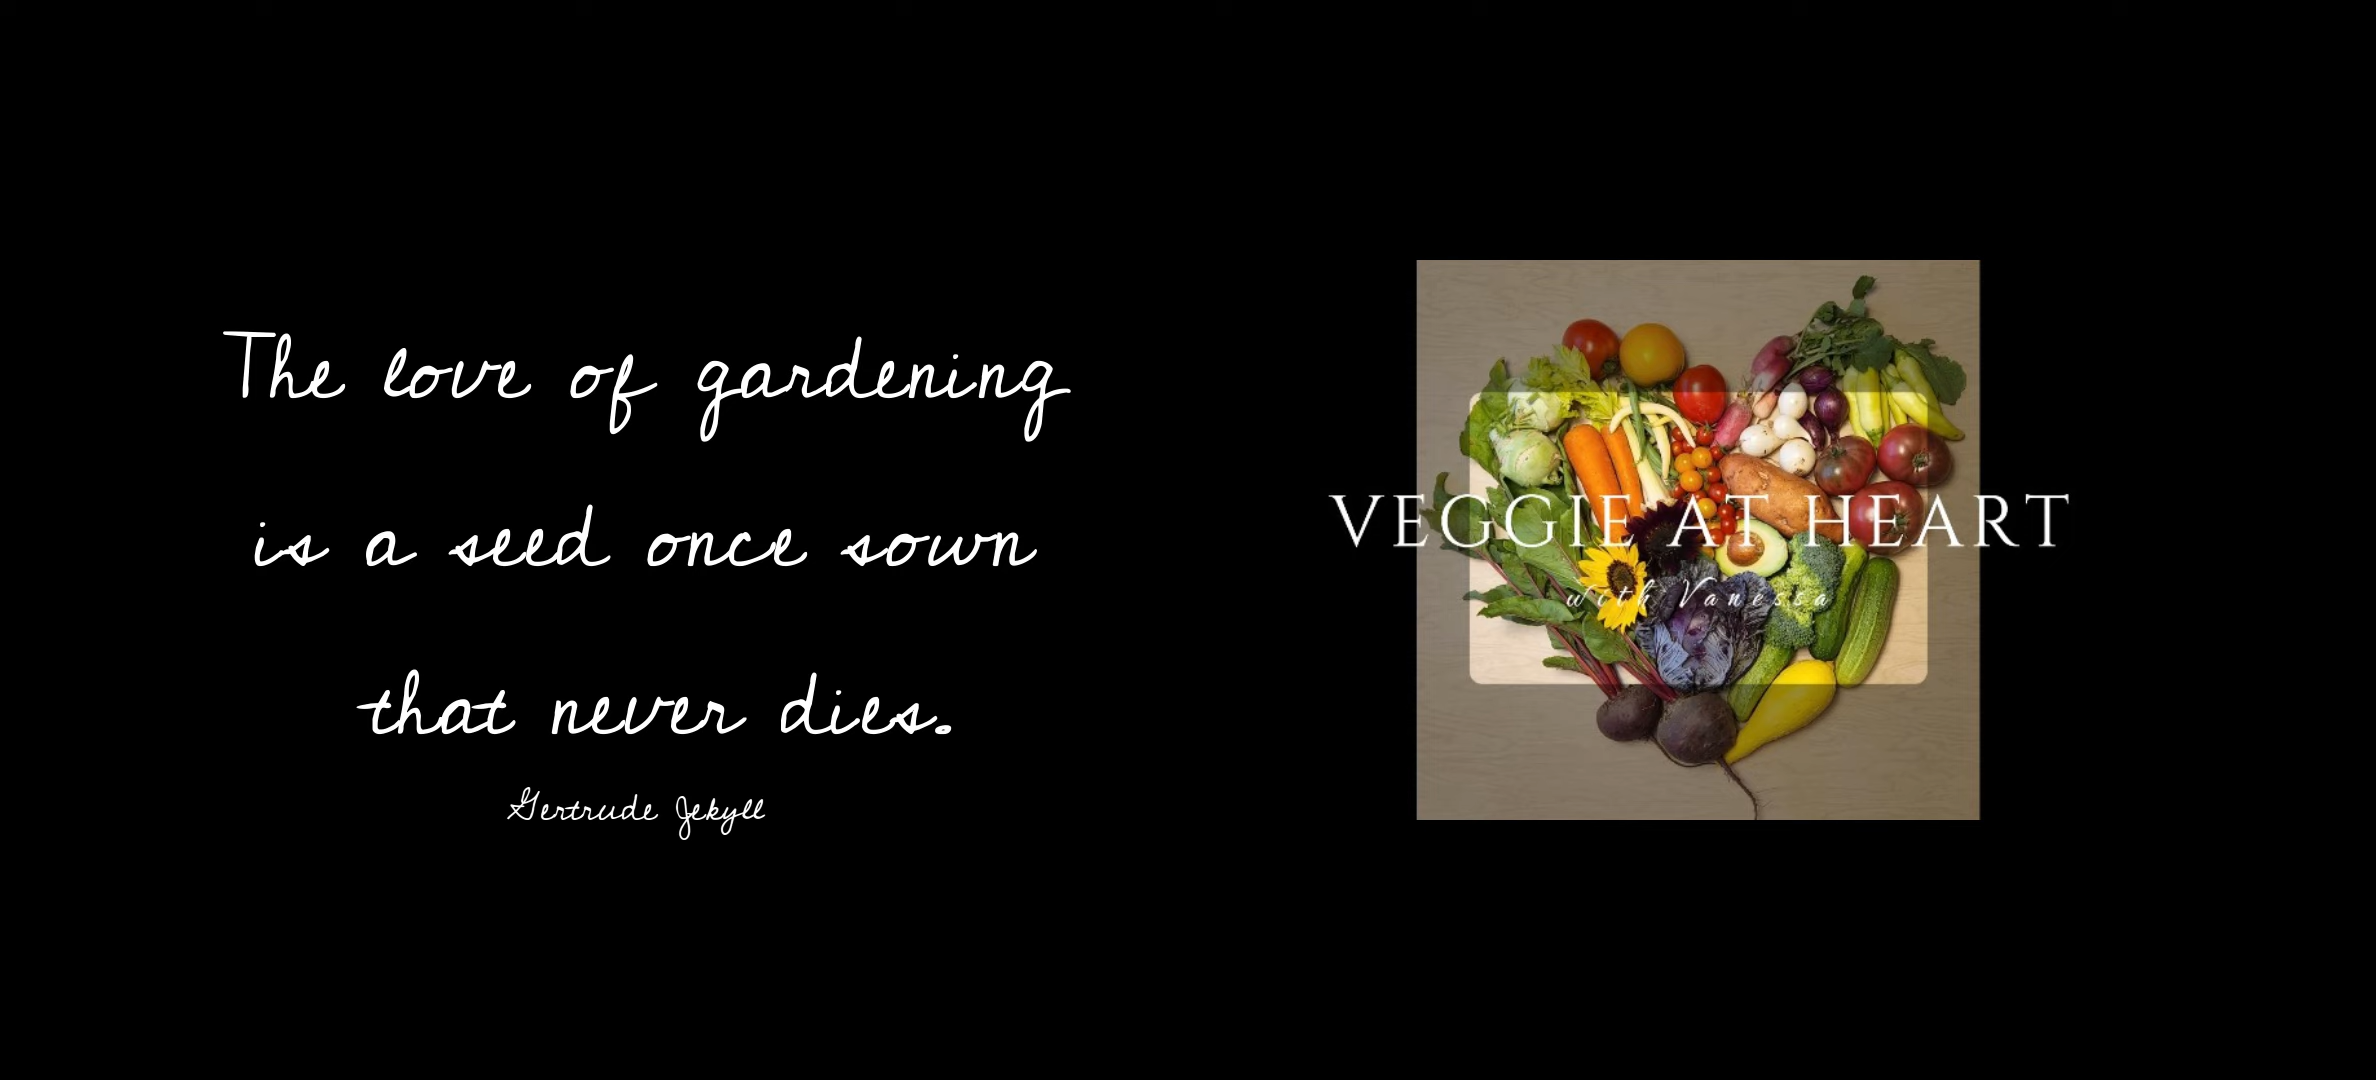 The love of gardening
is a seed once sown
that never dies.
Gertrude Jekyll
VEGGIE AT HEART
with Vanessa